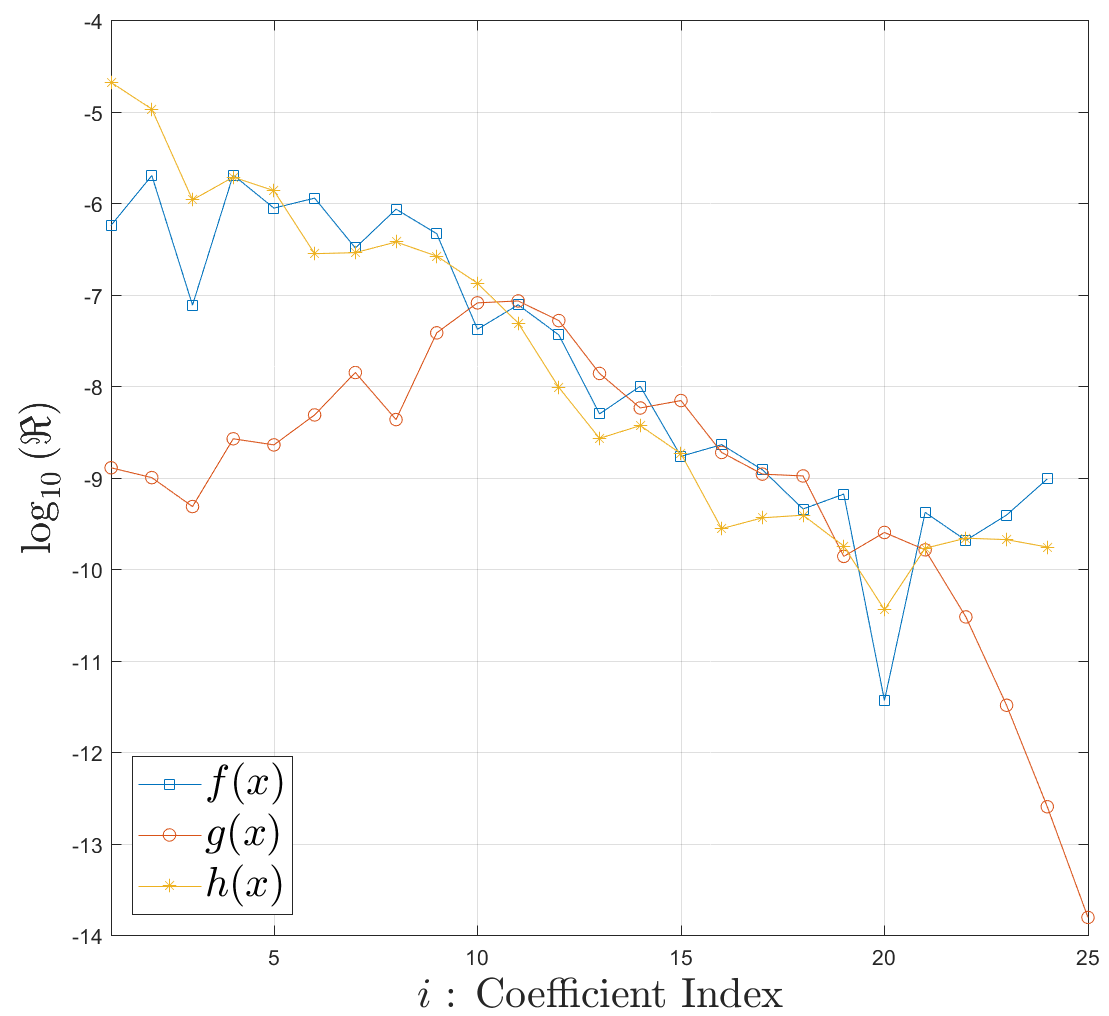 -4
-5
-6
-7
-8
-9
-10
-11
-12
-13
-14
log₁₀ (ℜ)
f(x)
g(x)
h(x)
5 10 15 20 25
i : Coefficient Index